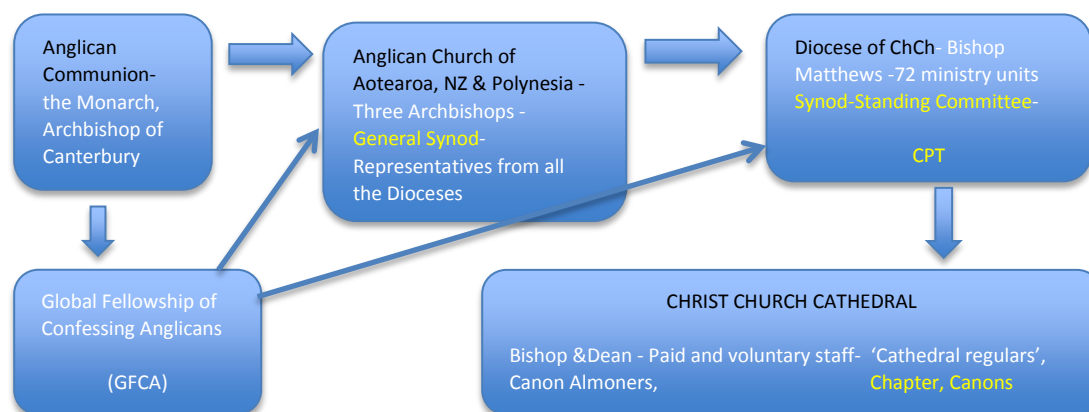 Anglican
Communion-
the Monarch,
Archbishop of
Canterbury
Anglican Church of
Aotearoa, NZ & Polynesia -
Three Archbishops -
General Synod-
Representatives from all
the Dioceses
Diocese of ChCh- Bishop
Matthews -72 ministry units
Synod-Standing Committee-
CPT
Global Fellowship of
Confessing Anglicans
(GFCA)
CHRIST CHURCH CATHEDRAL
Bishop &Dean - Paid and voluntary staff- ‘Cathedral regulars’,
Canon Almoners, Chapter, Canons